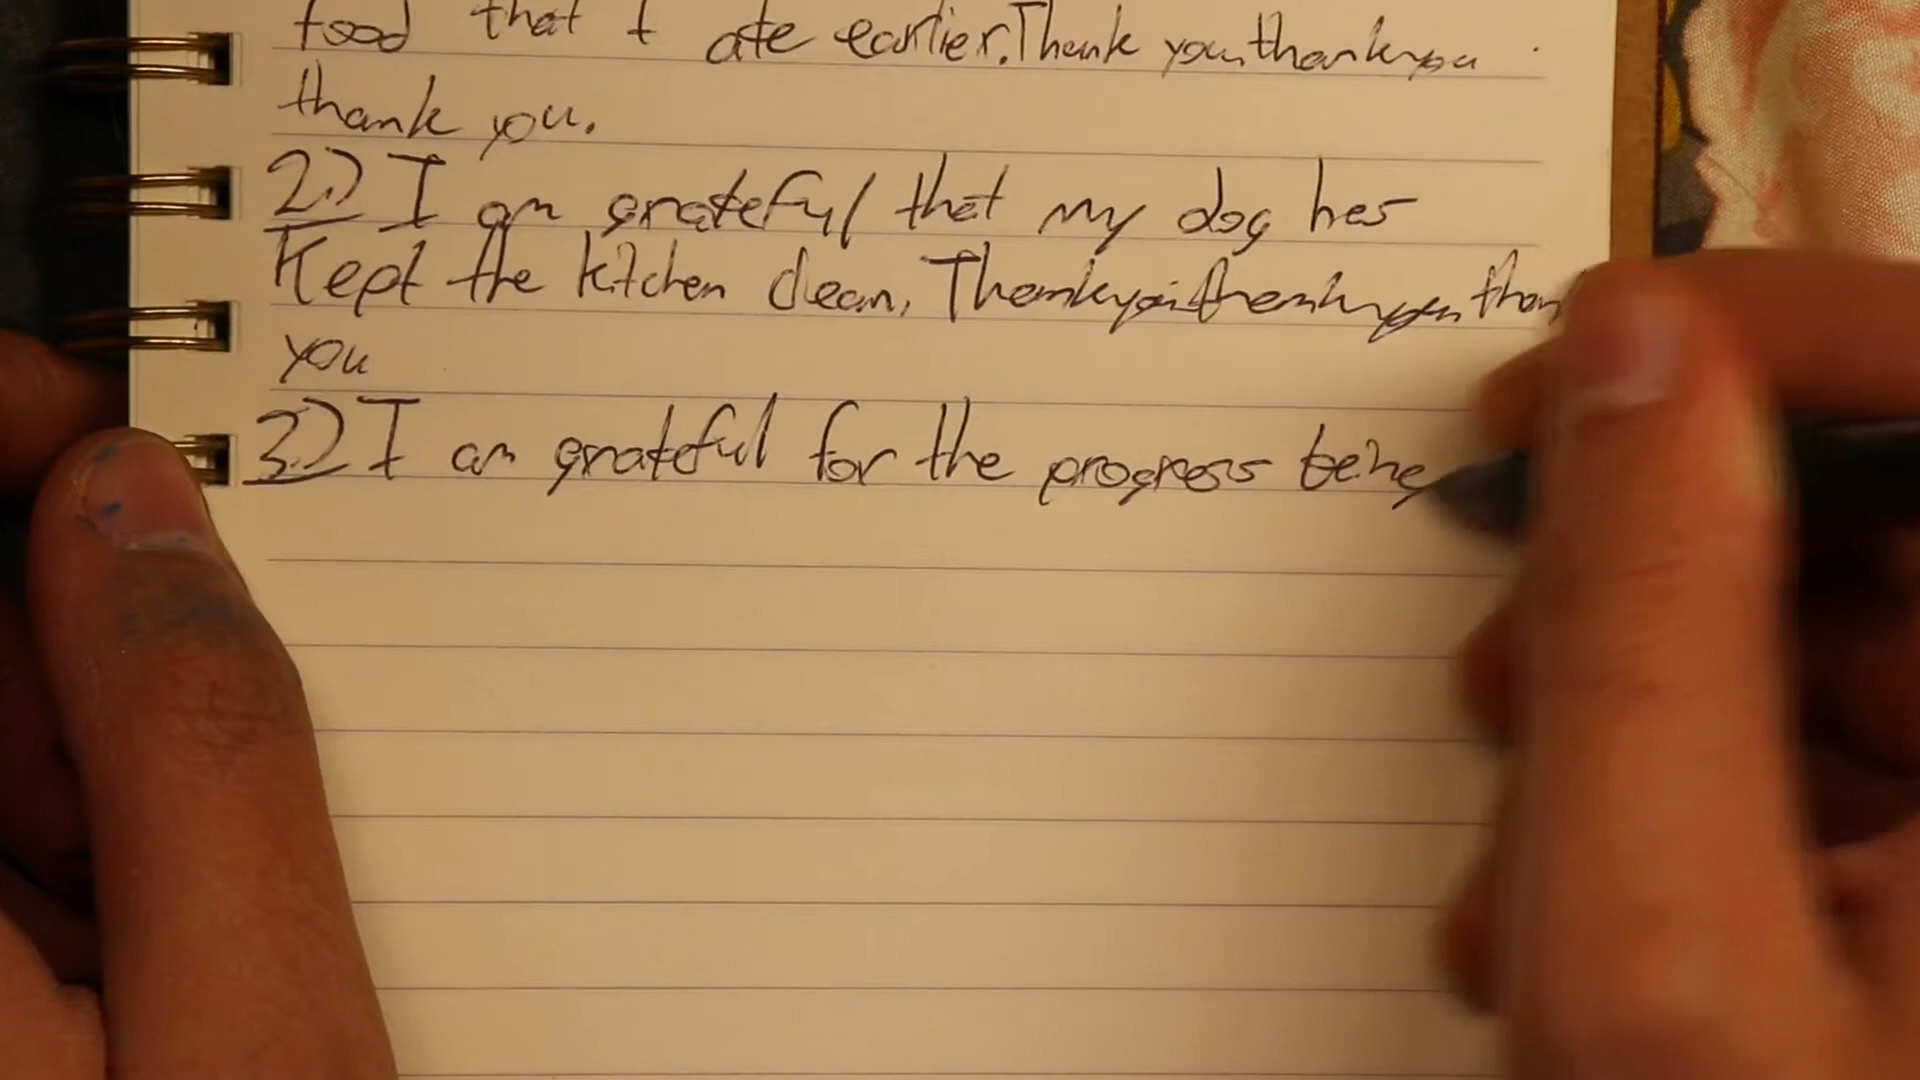 food that I ate earlier. Thank you, thank you
thank you.
2.) I am grateful that my dog has
Kept the kitchen clean, Thank you, thank you, than
you
3.) I am grateful for the progress being